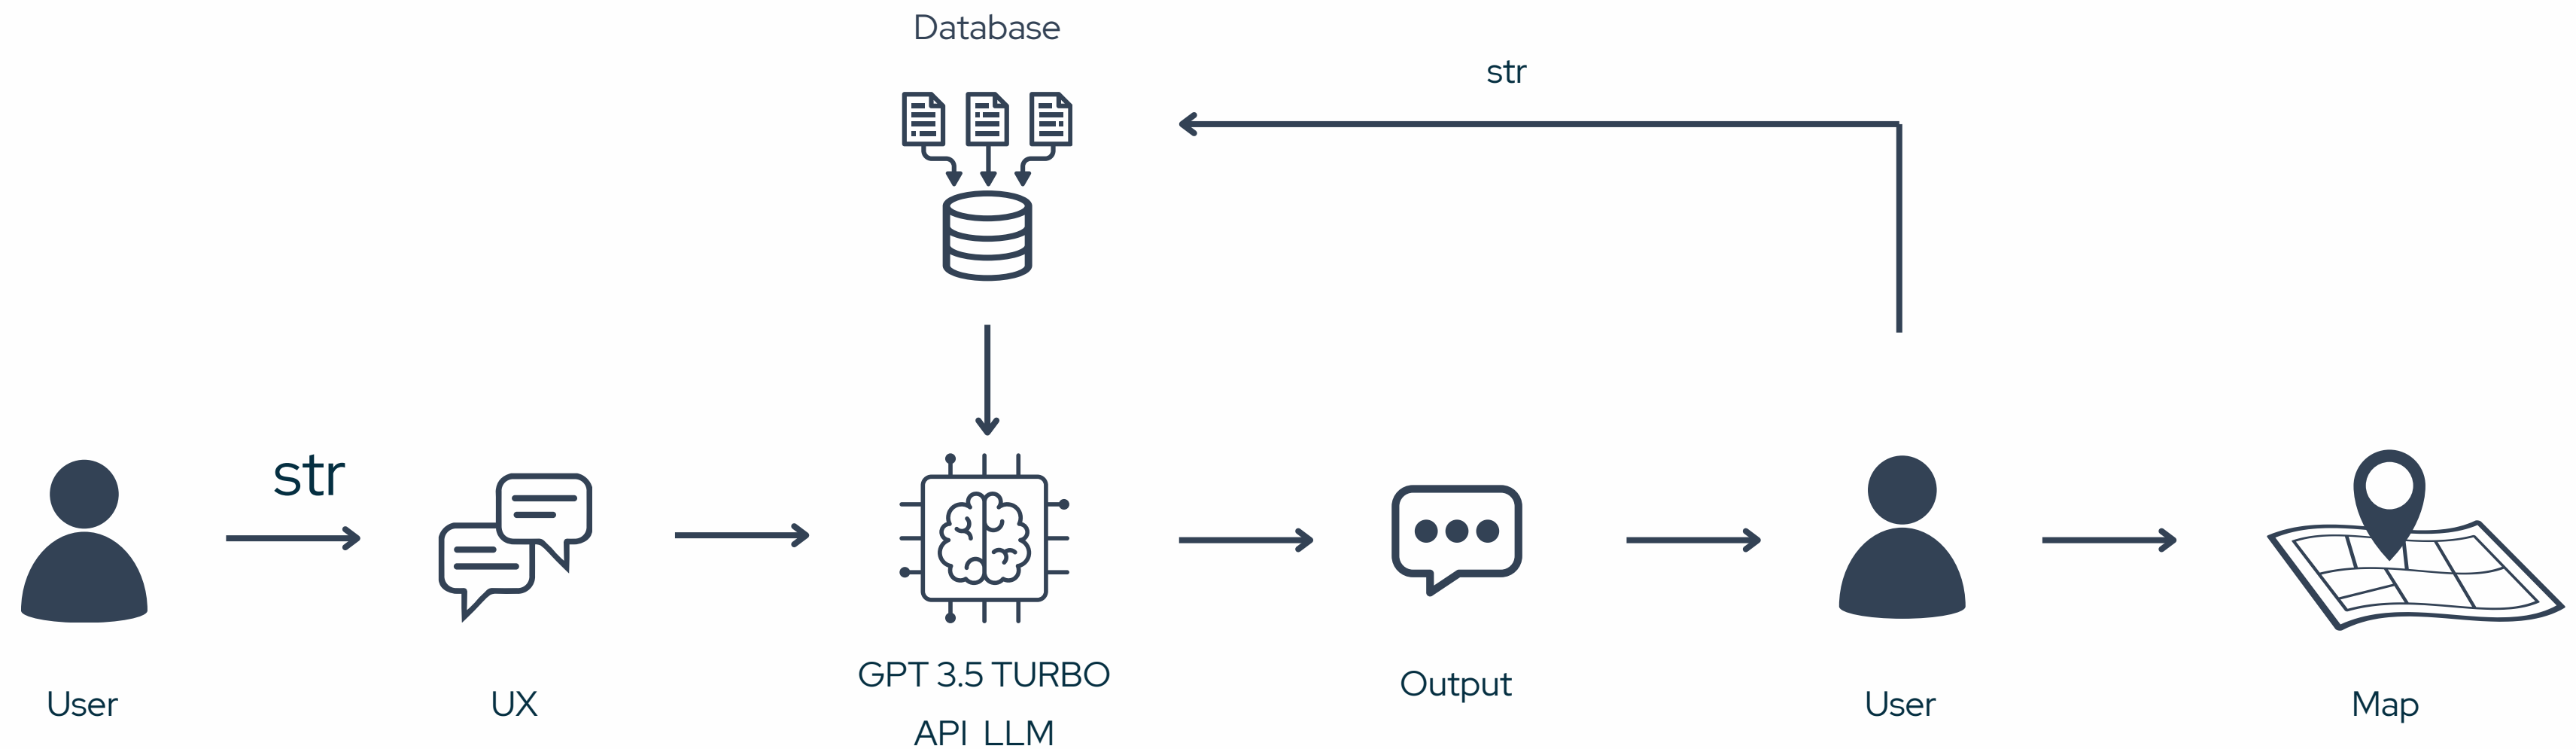 Database
str
str
User
UX
GPT 3.5 TURBO
API LLM
Output
User
Map